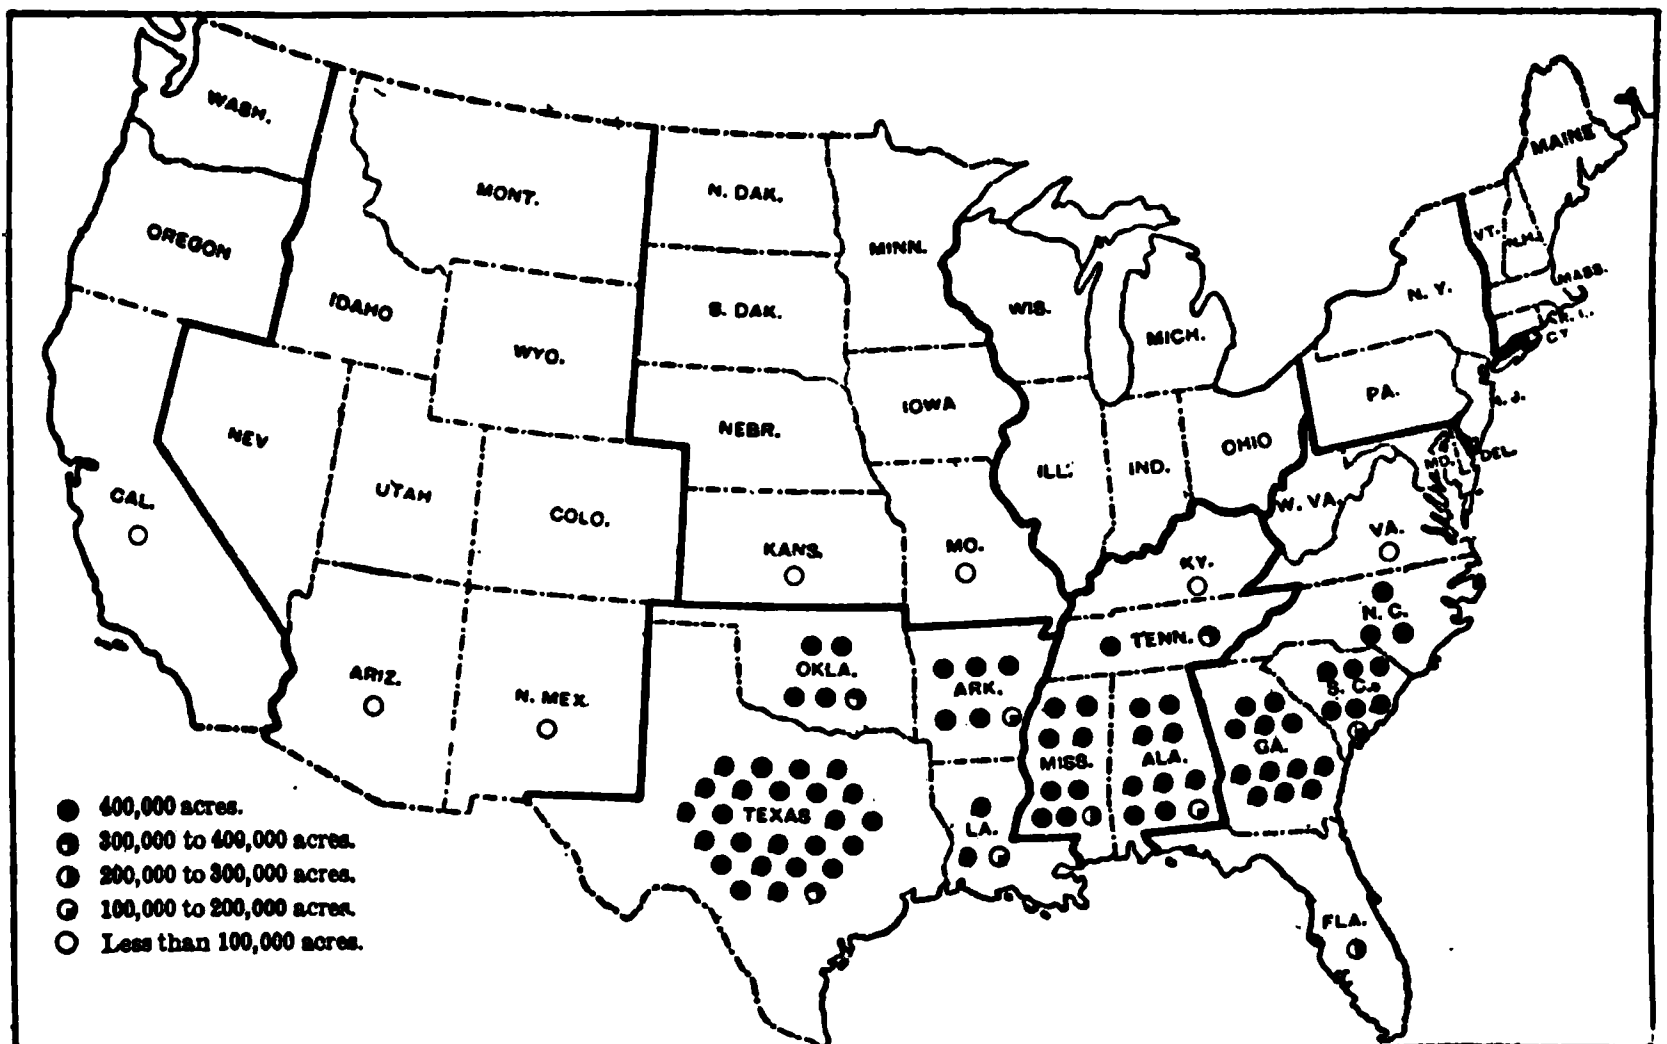 WASH.
OREGON
CAL.
NEV
IDAHO
MONT.
WYO.
UTAH
COLO.
ARIZ.
N. MEX.
N. DAK.
S. DAK.
NEBR.
KANS.
OKLA.
TEXAS
MINN.
IOWA
MO.
ARK.
LA.
WIS.
ILL.
MICH.
IND.
OHIO
KY.
TENN.
MISS.
ALA.
GA.
FLA.
S. C.
N. C.
VA.
W. VA.
MD.
DEL.
PA.
N. J.
N. Y.
CT
R. I.
MASS.
VT.
N.H.
MAINE
400,000 acres.
300,000 to 400,000 acres.
200,000 to 300,000 acres.
100,000 to 200,000 acres.
Less than 100,000 acres.